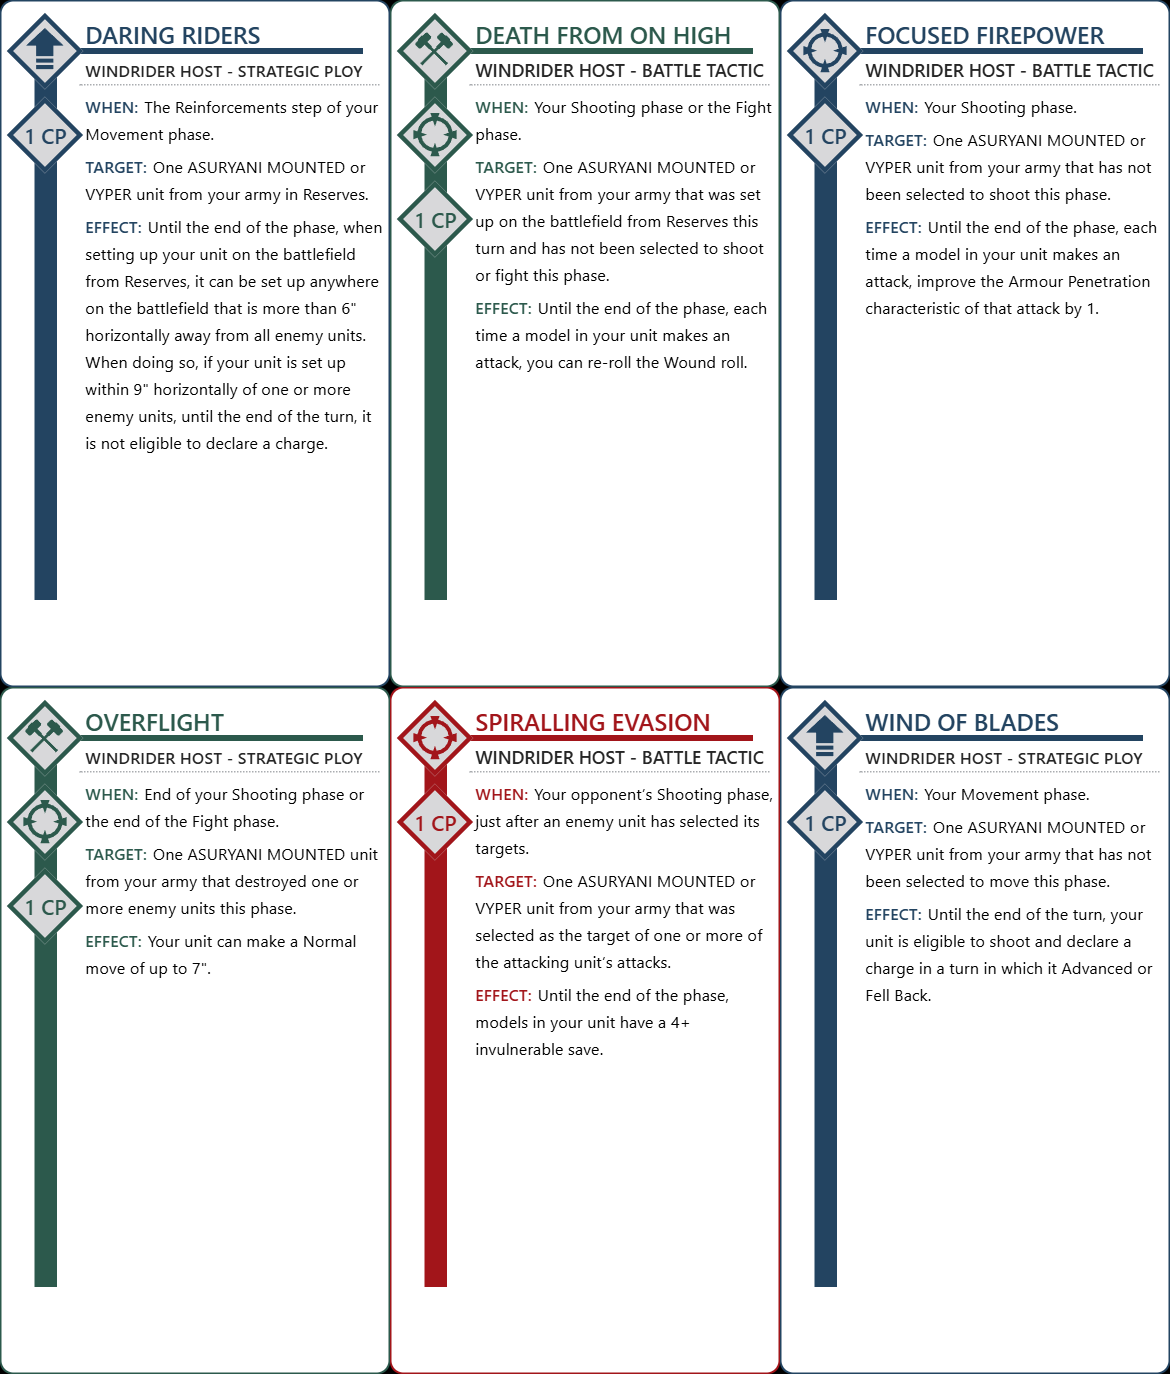 DARING RIDERS
WINDRIDER HOST - STRATEGIC PLOY
1 CP
WHEN: The Reinforcements step of your
Movement phase.
TARGET: One ASURYANI MOUNTED or
VYPER unit from your army in Reserves.
EFFECT: Until the end of the phase, when
setting up your unit on the battlefield
from Reserves, it can be set up anywhere
on the battlefield that is more than 6"
horizontally away from all enemy units.
When doing so, if your unit is set up
within 9" horizontally of one or more
enemy units, until the end of the turn, it
is not eligible to declare a charge.
DEATH FROM ON HIGH
WINDRIDER HOST - BATTLE TACTIC
1 CP
WHEN: Your Shooting phase or the Fight
phase.
TARGET: One ASURYANI MOUNTED or
VYPER unit from your army that was set
up on the battlefield from Reserves this
turn and has not been selected to shoot
or fight this phase.
EFFECT: Until the end of the phase, each
time a model in your unit makes an
attack, you can re-roll the Wound roll.
FOCUSED FIREPOWER
WINDRIDER HOST - BATTLE TACTIC
1 CP
WHEN: Your Shooting phase.
TARGET: One ASURYANI MOUNTED or
VYPER unit from your army that has not
been selected to shoot this phase.
EFFECT: Until the end of the phase, each
time a model in your unit makes an
attack, improve the Armour Penetration
characteristic of that attack by 1.
OVERFLIGHT
WINDRIDER HOST - STRATEGIC PLOY
1 CP
WHEN: End of your Shooting phase or
the end of the Fight phase.
TARGET: One ASURYANI MOUNTED unit
from your army that destroyed one or
more enemy units this phase.
EFFECT: Your unit can make a Normal
move of up to 7".
SPIRALLING EVASION
WINDRIDER HOST - BATTLE TACTIC
1 CP
WHEN: Your opponent's Shooting phase,
just after an enemy unit has selected its
targets.
TARGET: One ASURYANI MOUNTED or
VYPER unit from your army that was
selected as the target of one or more of
the attacking unit's attacks.
EFFECT: Until the end of the phase,
models in your unit have a 4+
invulnerable save.
WIND OF BLADES
WINDRIDER HOST - STRATEGIC PLOY
1 CP
WHEN: Your Movement phase.
TARGET: One ASURYANI MOUNTED or
VYPER unit from your army that has not
been selected to move this phase.
EFFECT: Until the end of the turn, your
unit is eligible to shoot and declare a
charge in a turn in which it Advanced or
Fell Back.